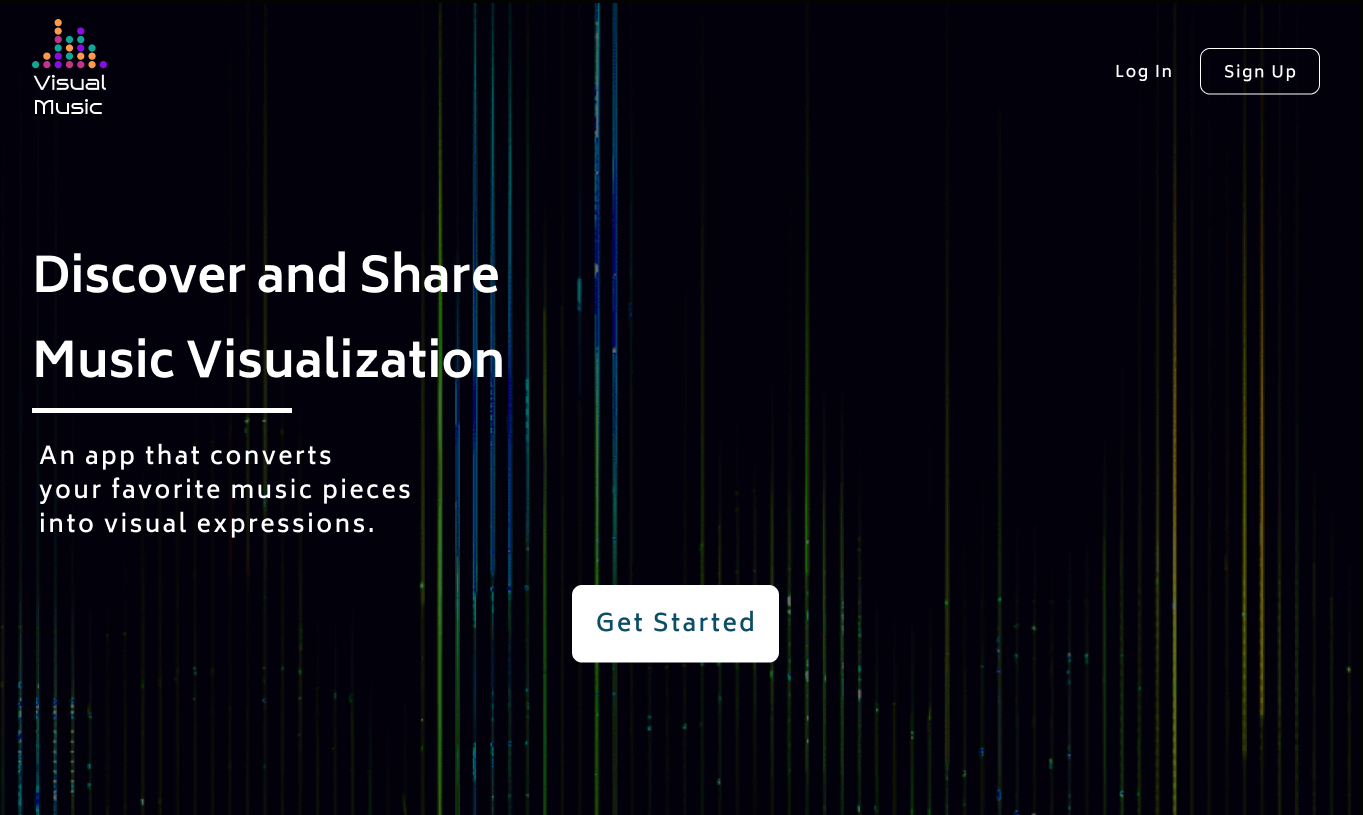 Visual
Music
Log In
Sign Up
Discover and Share
Music Visualization
An app that converts
your favorite music pieces
into visual expressions.
Get Started